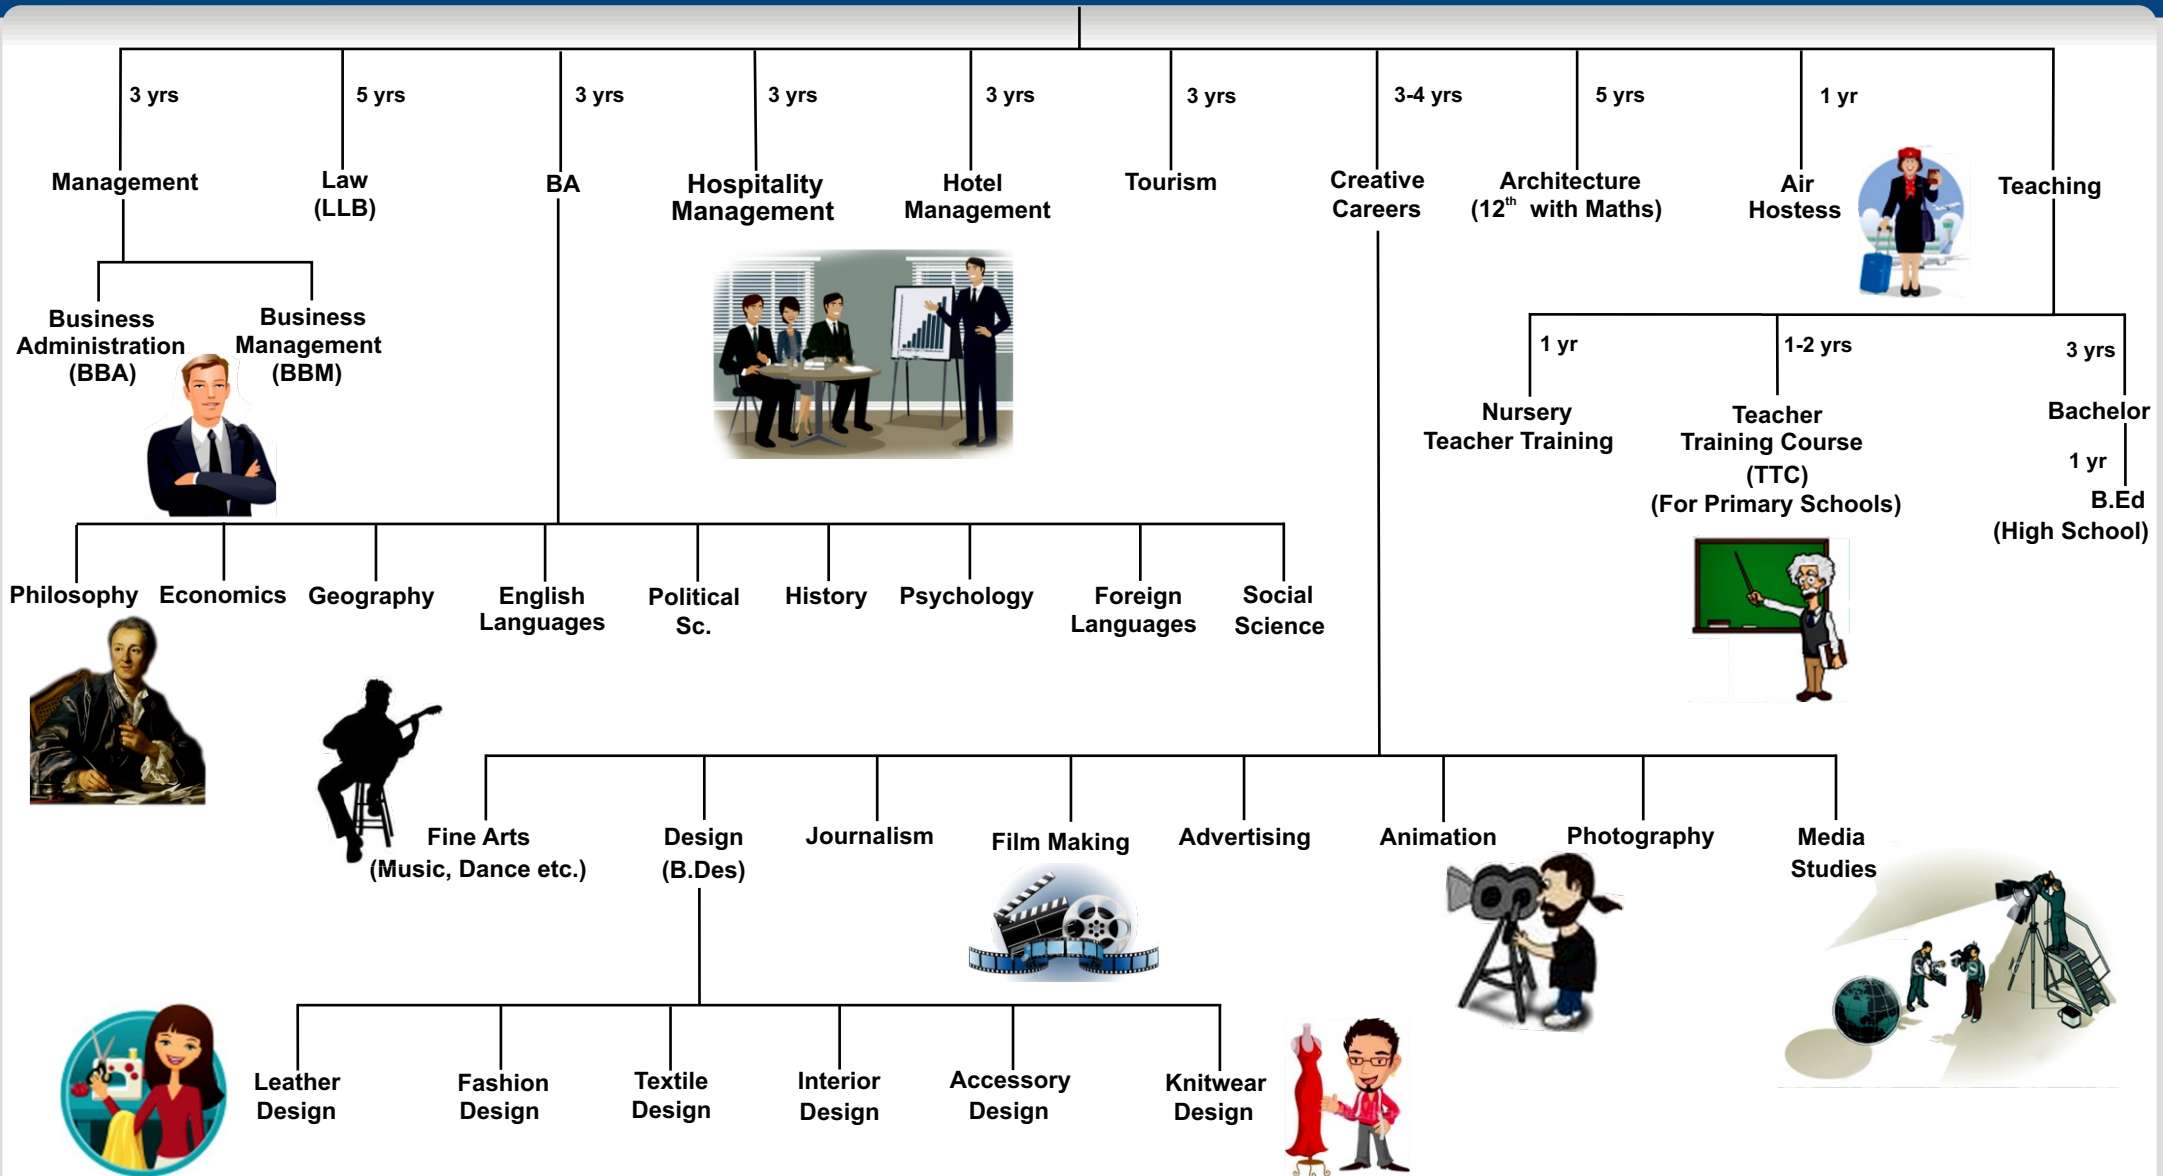 3 yrs
5 yrs
3 yrs
3 yrs
3 yrs
3 yrs
3-4 yrs
5 yrs
1 yr
Management
Law
(LLB)
BA
Hospitality
Management
Hotel
Management
Tourism
Creative
Careers
Architecture
(12th with Maths)
Air
Hostess
Teaching
Business
Administration
(BBA)
Business
Management
(BBM)
1 yr
1-2 yrs
3 yrs
Nursery
Teacher Training
Teacher
Training Course
(TTC)
(For Primary Schools)
Bachelor
1 yr
B.Ed
(High School)
Philosophy
Economics
Geography
English
Languages
Political
Sc.
History
Psychology
Foreign
Languages
Social
Science
Fine Arts
(Music, Dance etc.)
Design
(B.Des)
Journalism
Film Making
Advertising
Animation
Photography
Media
Studies
Leather
Design
Fashion
Design
Textile
Design
Interior
Design
Accessory
Design
Knitwear
Design